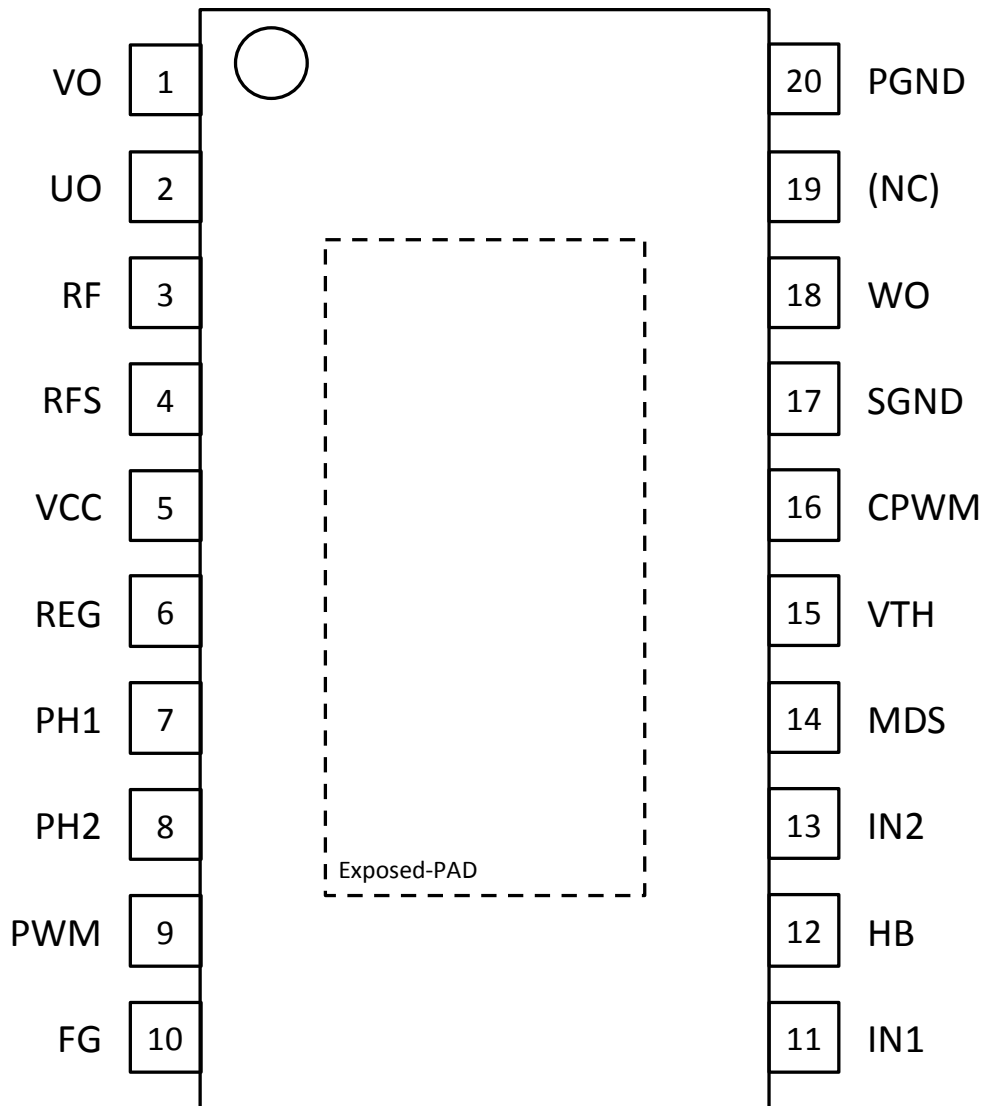 VO 1 20 PGND
UO 2 19 (NC)
RF 3 18 WO
RFS 4 17 SGND
VCC 5 16 CPWM
REG 6 15 VTH
PH1 7 14 MDS
PH2 8 13 IN2
Exposed-PAD
PWM 9 12 HB
FG 10 11 IN1